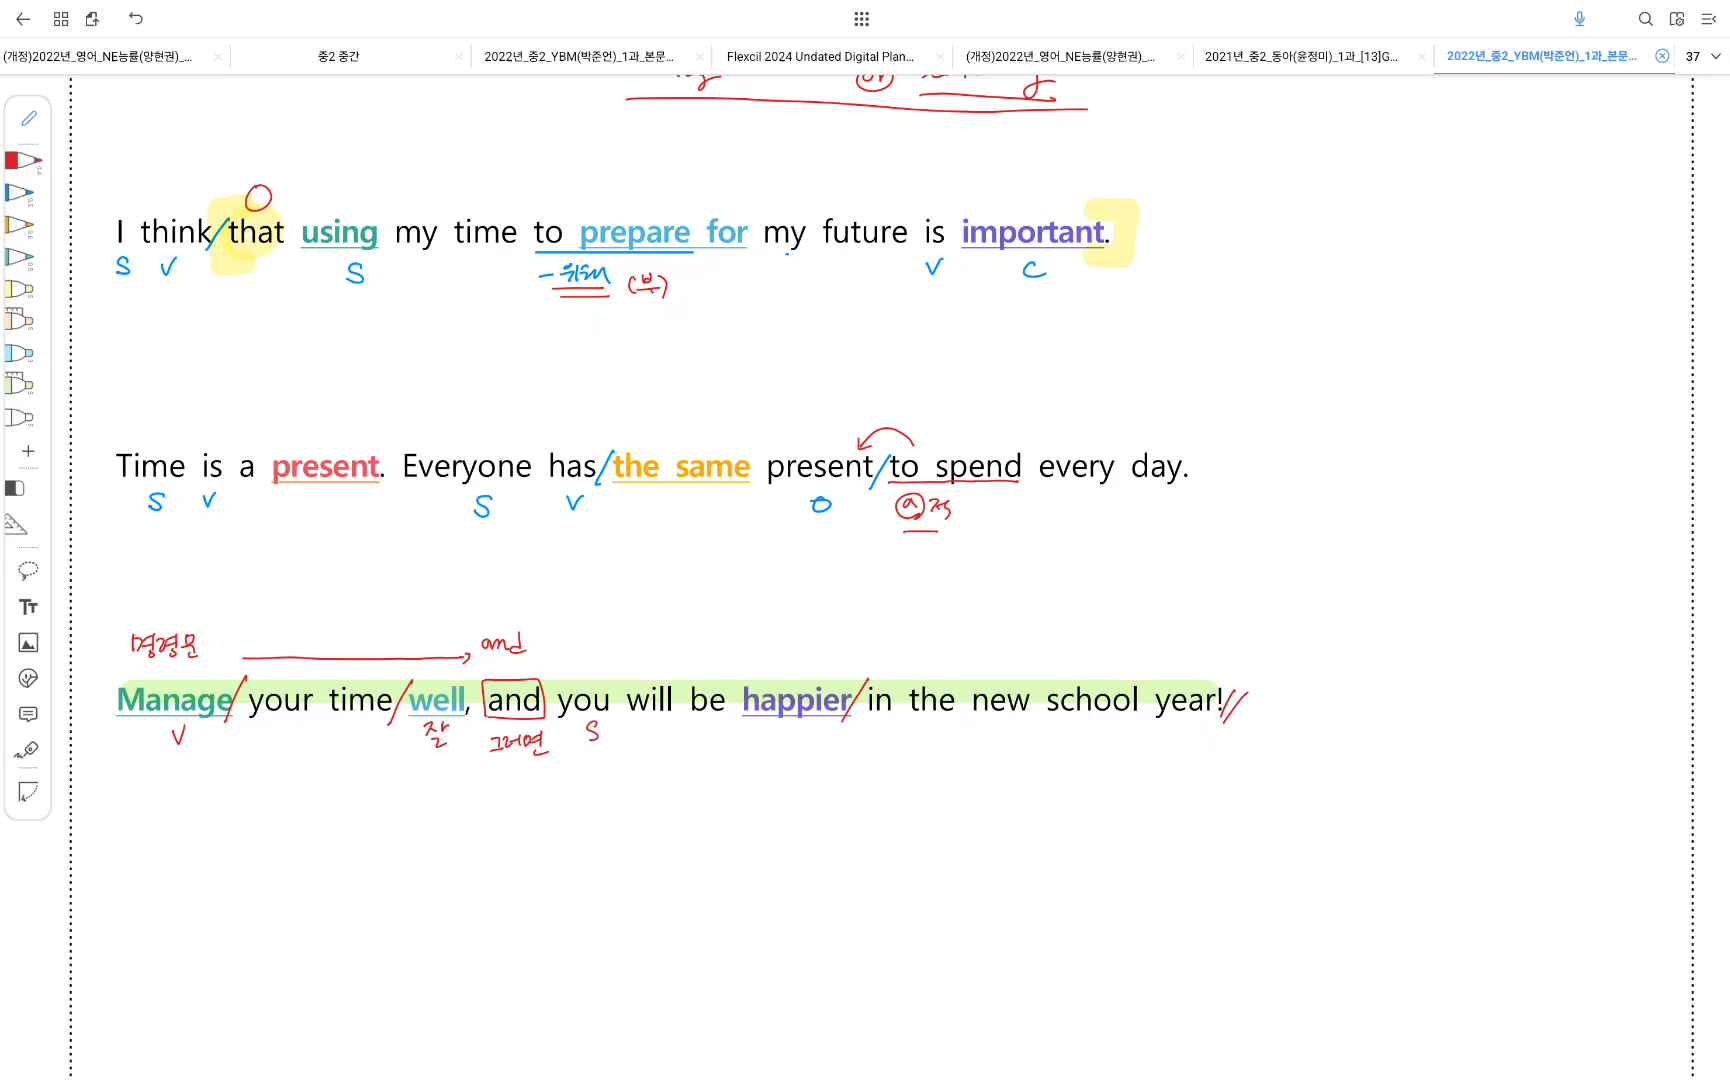 (개정)2022년_영어_NE능률(양현권)_... 중2 중간 2022년_중2_YBM(박준언)_1과_본문... Flexcil 2024 Undated Digital Plan... (개정)2022년_영어_NE능률(양현권)_... 2021년_중2_동아(윤정미)_1과_[13]G... 2022년_중2_YBM(박준언)_1과_본문... 37
I think that using my time to prepare for my future is important.
S V S ~위해 (부) V C
Time is a present. Everyone has the same present to spend every day.
S V S V O ⓐ적
명령문 and
Manage your time well, and you will be happier in the new school year!
V 잘 그러면 S
Tт